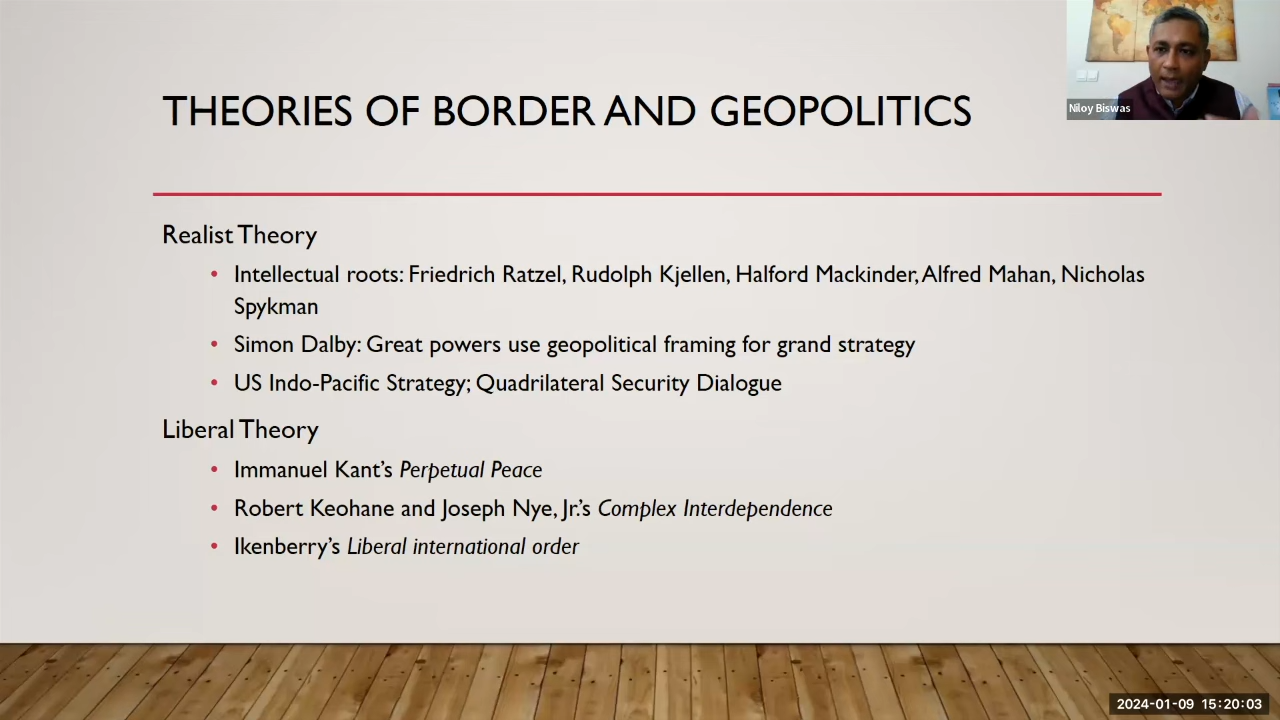 THEORIES OF BORDER AND GEOPOLITICS
Niloy Biswas
Realist Theory
• Intellectual roots: Friedrich Ratzel, Rudolph Kjellen, Halford Mackinder, Alfred Mahan, Nicholas
Spykman
• Simon Dalby: Great powers use geopolitical framing for grand strategy
• US Indo-Pacific Strategy; Quadrilateral Security Dialogue
Liberal Theory
• Immanuel Kant’s Perpetual Peace
• Robert Keohane and Joseph Nye, Jr.’s Complex Interdependence
• Ikenberry’s Liberal international order
2024-01-09 15:20:03